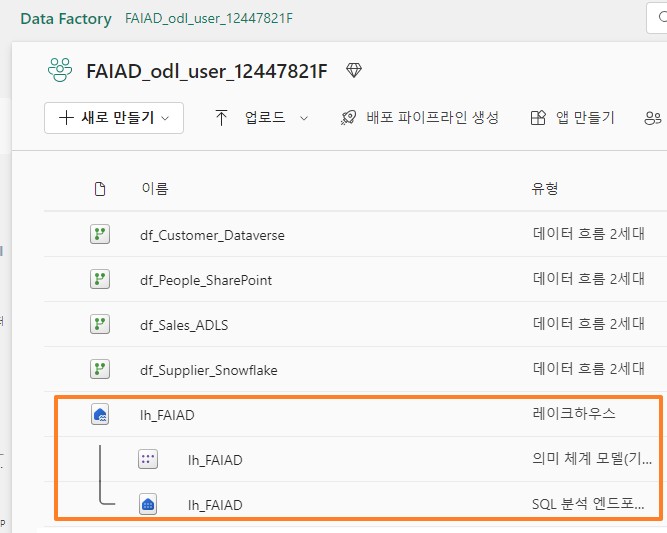 Data Factory FAIAD_odl_user_12447821F
FAIAD_odl_user_12447821F
새로 만들기 업로드 배포 파이프라인 생성 앱 만들기
이름 유형
df_Customer_Dataverse 데이터 흐름 2세대
df_People_SharePoint 데이터 흐름 2세대
df_Sales_ADLS 데이터 흐름 2세대
df_Supplier_Snowflake 데이터 흐름 2세대
lh_FAIAD 레이크하우스
lh_FAIAD 의미 체계 모델(기...
lh_FAIAD SQL 분석 엔드포...